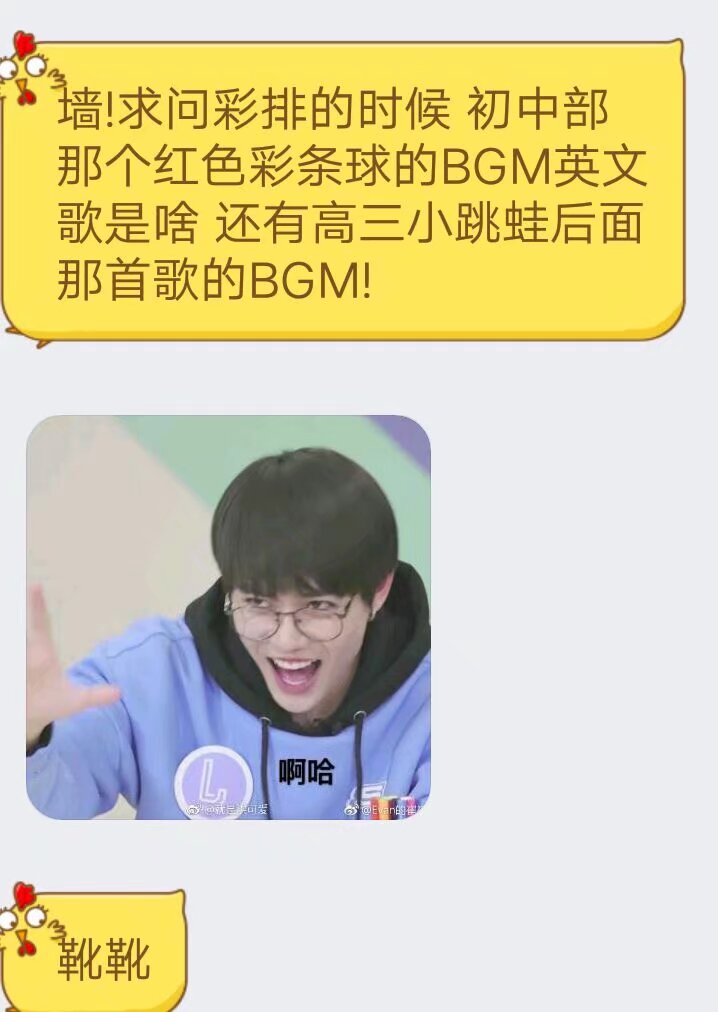 墙!求问彩排的时候 初中部
那个红色彩条球的BGM英文
歌是啥 还有高三小跳蛙后面
那首歌的BGM!
L
啊哈
靴靴